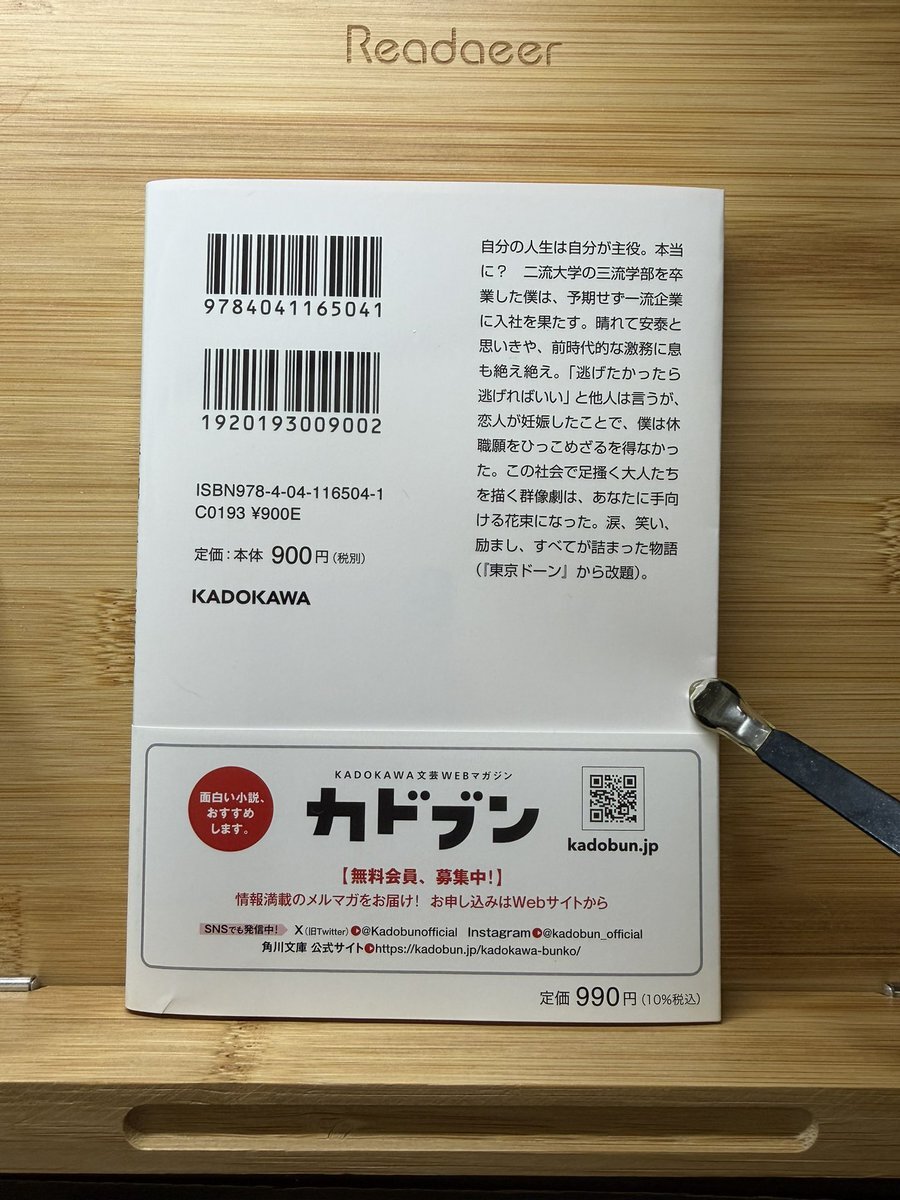 Readaeer
9784041165041
1920193009002
ISBN978-4-04-116504-1
C0193 ¥900E
定価:本体 900円(税別)
KADOKAWA
自分の人生は自分が主役。本当
に？　二流大学の三流学部を卒
業した僕は、予期せず一流企業
に入社を果たす。晴れて安泰と
思いきや、前時代的な激務に息
も絶え絶え。「逃げたかったら
逃げればいい」と他人は言うが、
恋人が妊娠したことで、僕は休
職願をひっこめざるを得なかっ
た。この社会で足掻く大人たち
を描く群像劇は、あなたに手向
ける花束になった。涙、笑い、
励まし、すべてが詰まった物語
(『東京ドーン』から改題)。
面白い小説、
おすすめ
します。
KADOKAWA文芸WEBマガジン
カドブン
kadobun.jp
【無料会員、募集中!】
情報満載のメルマガをお届け! お申し込みはWebサイトから
SNSでも発信中! X(旧Twitter)@Kadobunofficial Instagram@kadobun_official
角川文庫 公式サイトhttps://kadobun.jp/kadokawa-bunko/
定価 990円(10%税込)